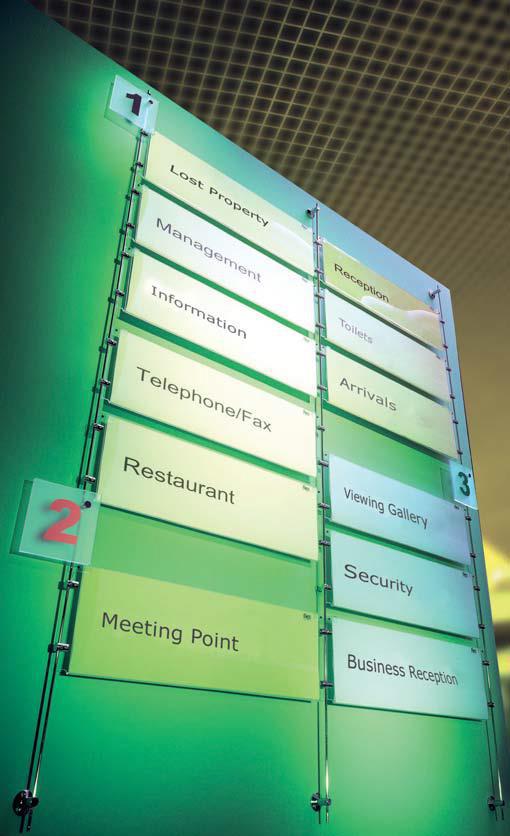 1
Lost Property
Management
Information
Telephone/Fax
Restaurant
2
Meeting Point
Reception
Toilets
Arrivals
3
Viewing Gallery
Security
Business Reception